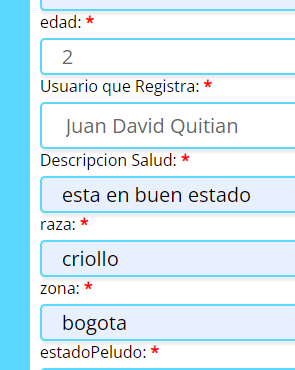 edad: *
2
Usuario que Registra: *
Juan David Quitian
Descripcion Salud: *
esta en buen estado
raza: *
criollo
zona: *
bogota
estadoPeludo: *